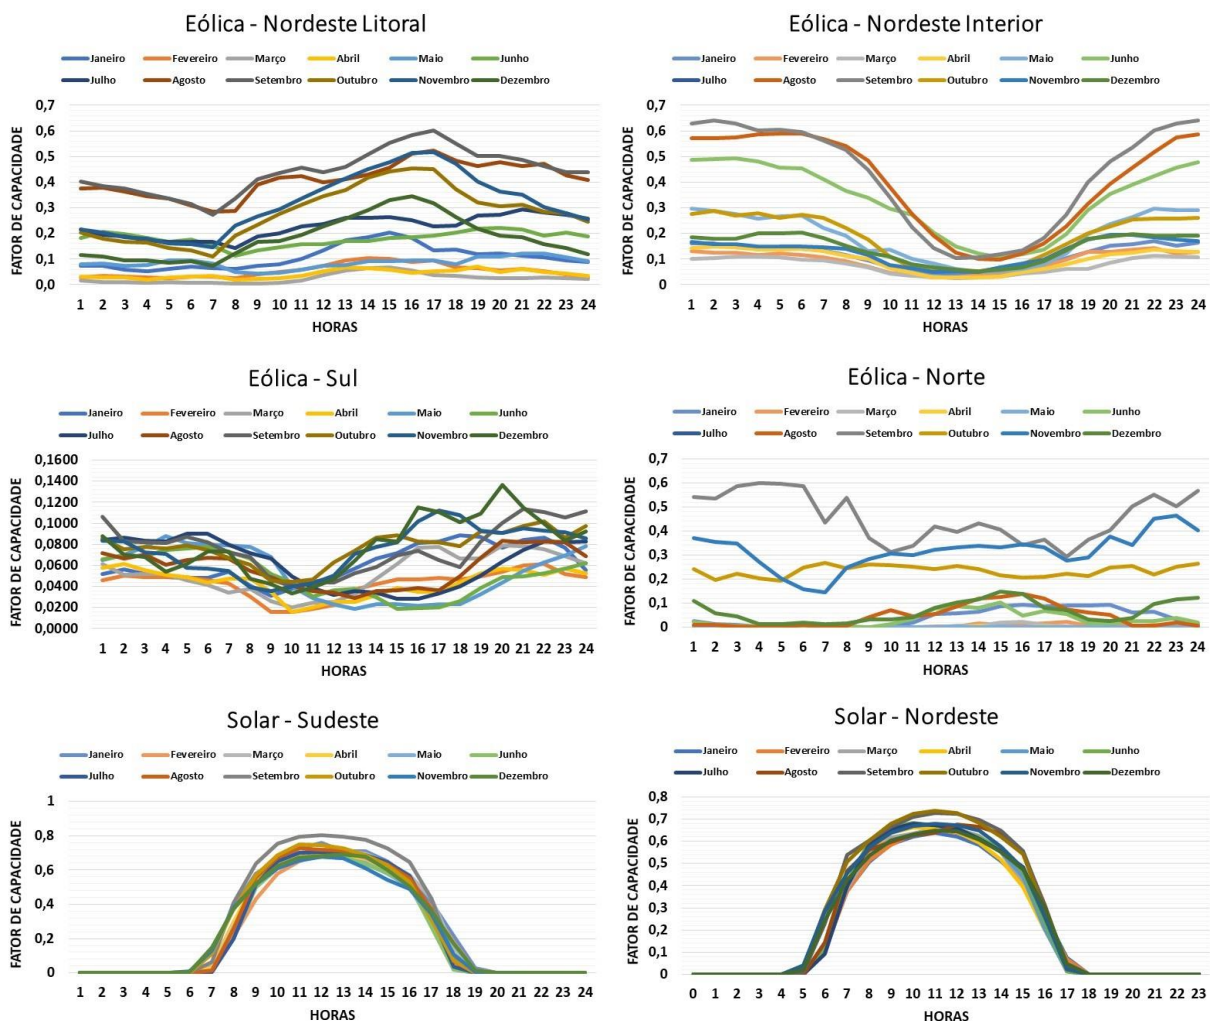 Eólica - Nordeste Litoral
Janeiro Fevereiro Março Abril Maio Junho
Julho Agosto Setembro Outubro Novembro Dezembro
FATOR DE CAPACIDADE
0,7
0,6
0,5
0,4
0,3
0,2
0,1
0,0
1 2 3 4 5 6 7 8 9 10 11 12 13 14 15 16 17 18 19 20 21 22 23 24
HORAS
Eólica - Nordeste Interior
Janeiro Fevereiro Março Abril Maio Junho
Julho Agosto Setembro Outubro Novembro Dezembro
FATOR DE CAPACIDADE
0,7
0,6
0,5
0,4
0,3
0,2
0,1
0
1 2 3 4 5 6 7 8 9 10 11 12 13 14 15 16 17 18 19 20 21 22 23 24
HORAS
Eólica - Sul
Janeiro Fevereiro Março Abril Maio Junho
Julho Agosto Setembro Outubro Novembro Dezembro
FATOR DE CAPACIDADE
0,1600
0,1400
0,1200
0,1000
0,0800
0,0600
0,0400
0,0200
0,0000
1 2 3 4 5 6 7 8 9 10 11 12 13 14 15 16 17 18 19 20 21 22 23 24
HORAS
Eólica - Norte
Janeiro Fevereiro Março Abril Maio Junho
Julho Agosto Setembro Outubro Novembro Dezembro
FATOR DE CAPACIDADE
0,7
0,6
0,5
0,4
0,3
0,2
0,1
0
1 2 3 4 5 6 7 8 9 10 11 12 13 14 15 16 17 18 19 20 21 22 23 24
HORAS
Solar - Sudeste
Janeiro Fevereiro Março Abril Maio Junho
Julho Agosto Setembro Outubro Novembro Dezembro
FATOR DE CAPACIDADE
1
0,8
0,6
0,4
0,2
0
1 2 3 4 5 6 7 8 9 10 11 12 13 14 15 16 17 18 19 20 21 22 23 24
HORAS
Solar - Nordeste
Janeiro Fevereiro Março Abril Maio Junho
Julho Agosto Setembro Outubro Novembro Dezembro
FATOR DE CAPACIDADE
0,8
0,7
0,6
0,5
0,4
0,3
0,2
0,1
0
0 1 2 3 4 5 6 7 8 9 10 11 12 13 14 15 16 17 18 19 20 21 22 23
HORAS